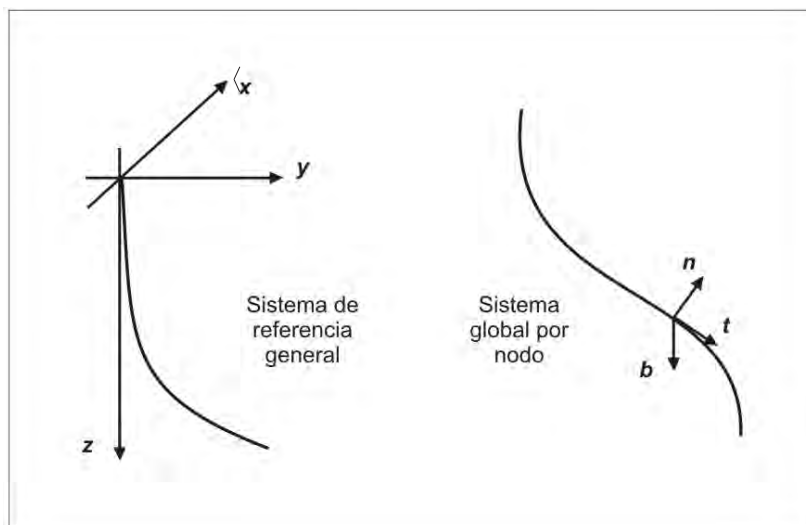 x
y
z
Sistema de
referencia
general
Sistema
global por
nodo
n
t
b